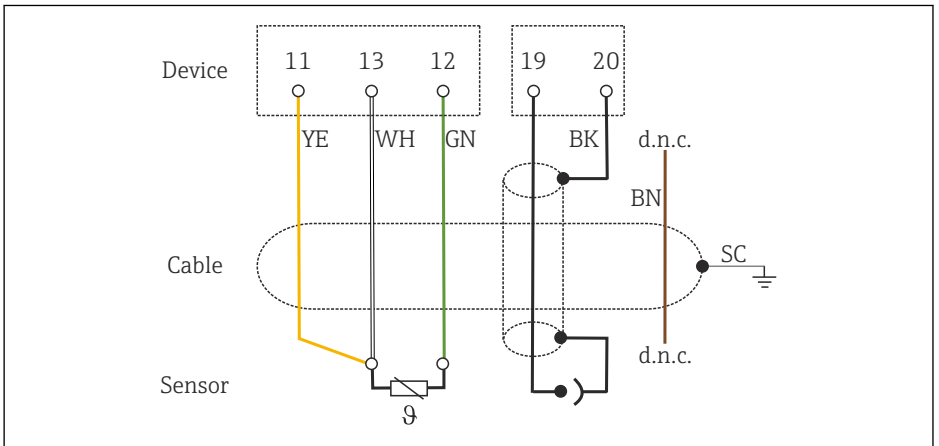 Device 11 13 12 19 20
YE WH GN BK d.n.c.
BN
Cable SC
d.n.c.
Sensor
ϑ